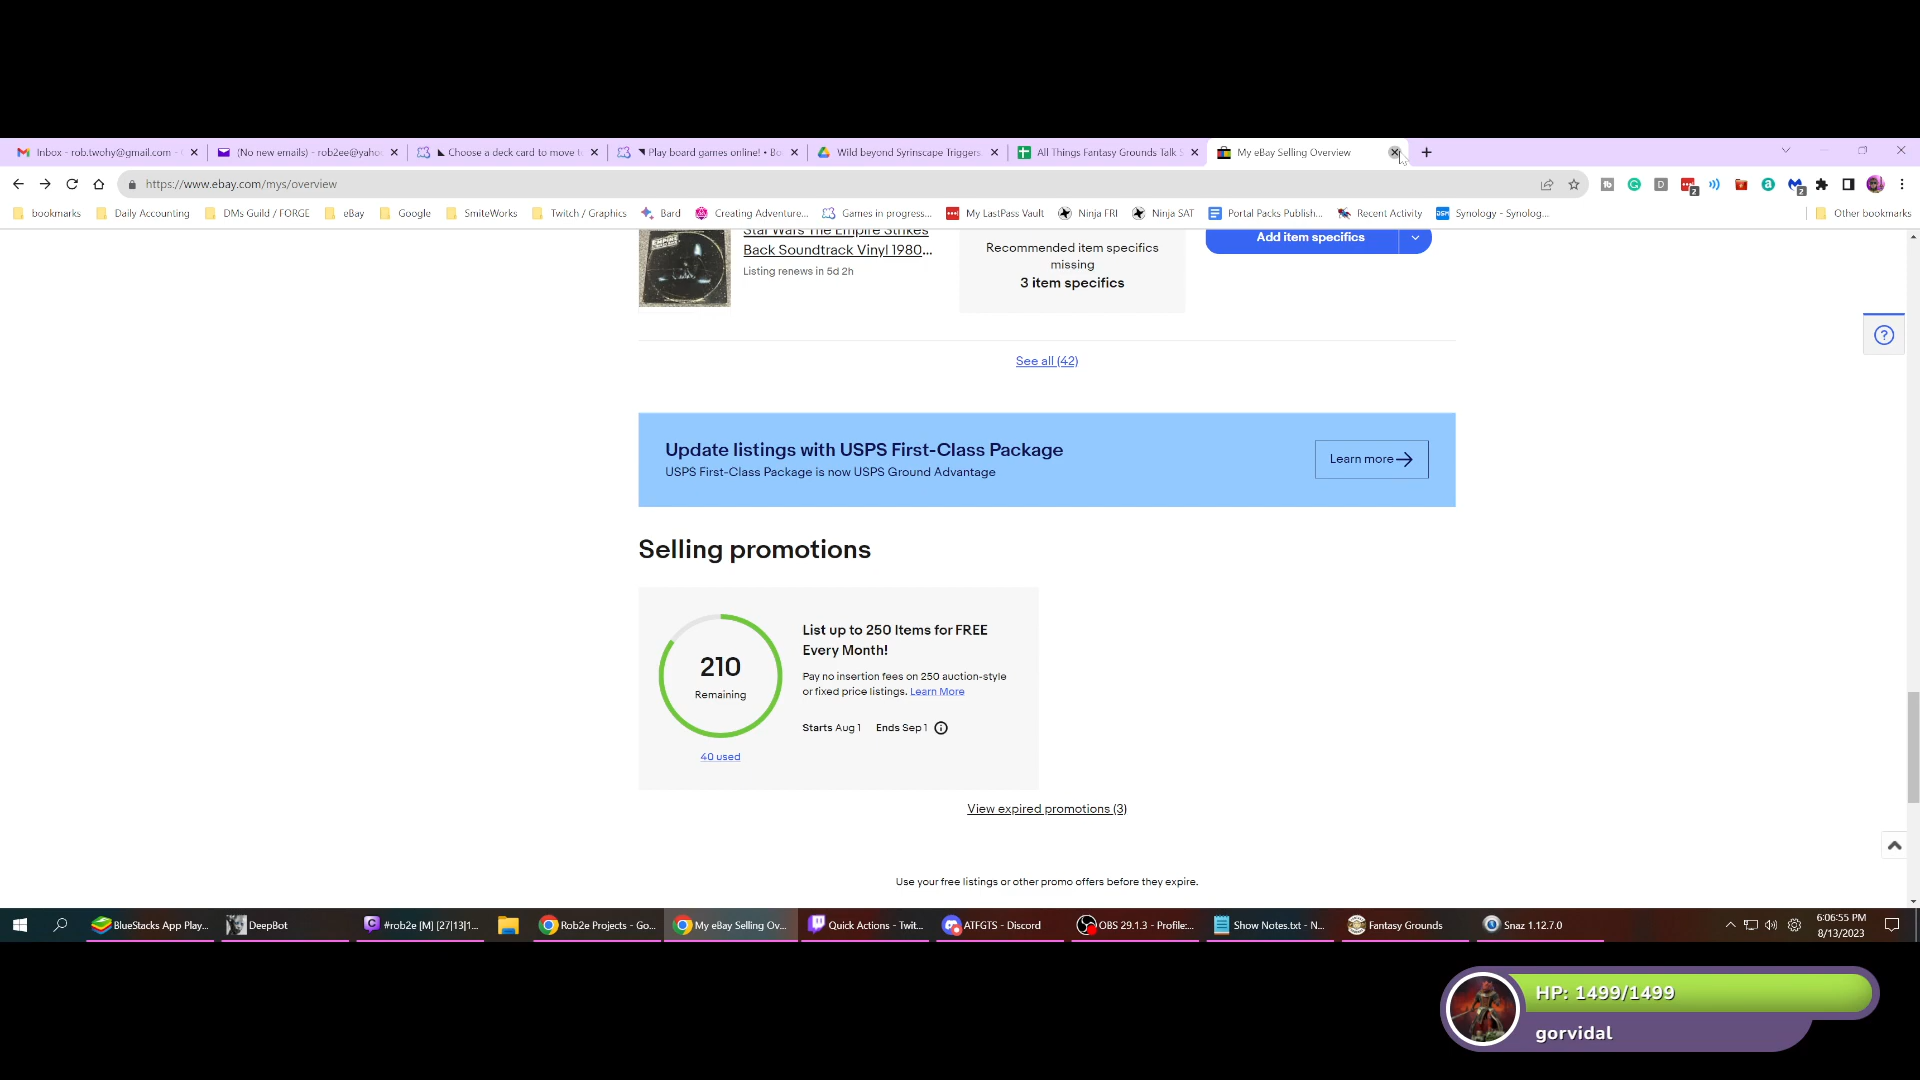 Inbox - rob.twohy@gmail.com -
(No new emails) - rob2ee@yaho
◣ Choose a deck card to move t
◥ Play board games online! • Bo
Wild beyond Syrinscape Triggers
All Things Fantasy Grounds Talk S
My eBay Selling Overview
https://www.ebay.com/mys/overview
bookmarks
Daily Accounting
DMs Guild / FORGE
eBay
Google
SmiteWorks
Twitch / Graphics
Bard
Creating Adventure...
Games in progress...
My LastPass Vault
Ninja FRI
Ninja SAT
Portal Packs Publish...
Recent Activity
Synology - Synolog...
Other bookmarks
Star Wars The Empire Strikes
Back Soundtrack Vinyl 1980...
Listing renews in 5d 2h
Recommended item specifics
missing
3 item specifics
Add item specifics
See all (42)
Update listings with USPS First-Class Package
USPS First-Class Package is now USPS Ground Advantage
Learn more
Selling promotions
210
Remaining
40 used
List up to 250 Items for FREE
Every Month!
Pay no insertion fees on 250 auction-style
or fixed price listings. Learn More
Starts Aug 1 Ends Sep 1
View expired promotions (3)
Use your free listings or other promo offers before they expire.
BlueStacks App Play...
DeepBot
#rob2e [M] [27|13|1...
Rob2e Projects - Go...
My eBay Selling Ov...
Quick Actions - Twit...
ATFGTS - Discord
OBS 29.1.3 - Profile:...
Show Notes.txt - N...
Fantasy Grounds
Snaz 1.12.7.0
6:06:55 PM
8/13/2023
HP: 1499/1499
gorvidal